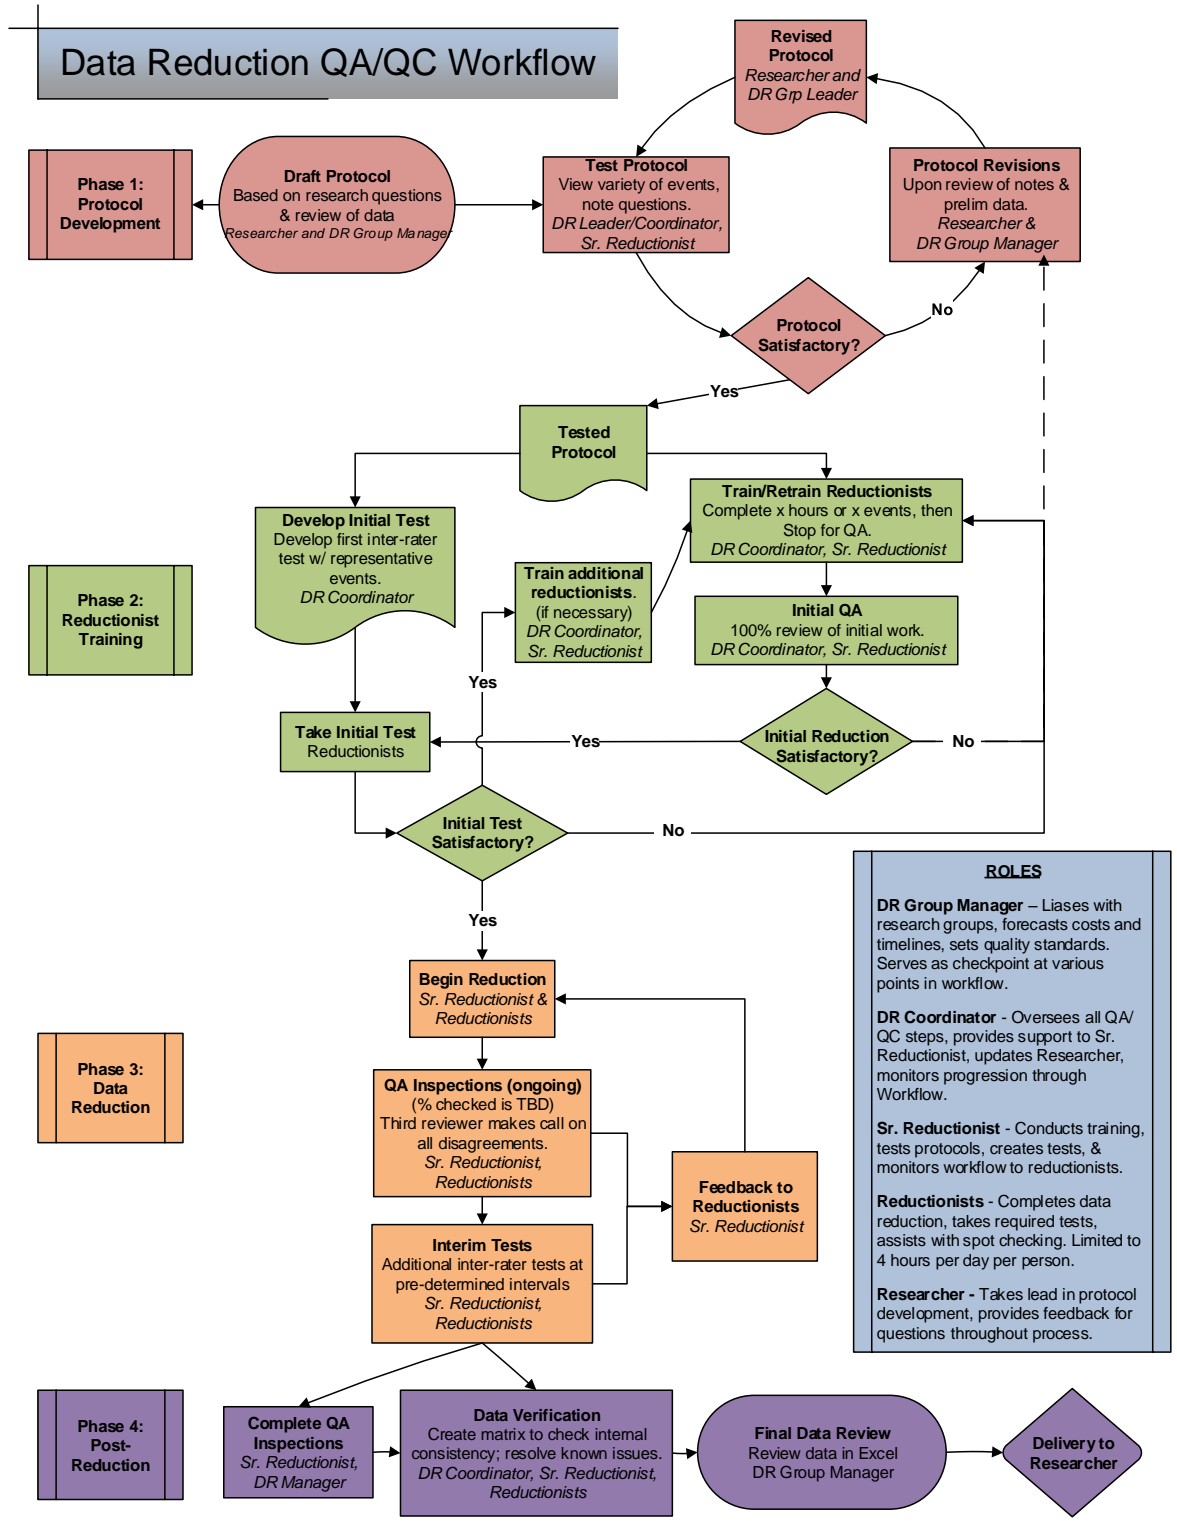 Data Reduction QA/QC Workflow
Revised
Protocol
Researcher and
DR Grp Leader
Phase 1:
Protocol
Development
Draft Protocol
Based on research questions
& review of data
Researcher and DR Group Manager
Test Protocol
View variety of events,
note questions.
DR Leader/Coordinator,
Sr. Reductionist
Protocol Revisions
Upon review of notes &
prelim data.
Researcher &
DR Group Manager
Protocol
Satisfactory?
No
Yes
Tested
Protocol
Phase 2:
Reductionist
Training
Develop Initial Test
Develop first inter-rater
test w/ representative
events.
DR Coordinator
Train additional
reductionists.
(if necessary)
DR Coordinator,
Sr. Reductionist
Train/Retrain Reductionists
Complete x hours or x events, then
Stop for QA.
DR Coordinator, Sr. Reductionist
Initial QA
100% review of initial work.
DR Coordinator, Sr. Reductionist
Yes
Take Initial Test
Reductionists
Yes
Initial Reduction
Satisfactory?
No
Initial Test
Satisfactory?
No
Yes
ROLES
DR Group Manager – Liases with
research groups, forecasts costs and
timelines, sets quality standards.
Serves as checkpoint at various
points in workflow.
DR Coordinator - Oversees all QA/
QC steps, provides support to Sr.
Reductionist, updates Researcher,
monitors progression through
Workflow.
Sr. Reductionist - Conducts training,
tests protocols, creates tests, &
monitors workflow to reductionists.
Reductionists - Completes data
reduction, takes required tests,
assists with spot checking. Limited to
4 hours per day per person.
Researcher - Takes lead in protocol
development, provides feedback for
questions throughout process.
Phase 3:
Data
Reduction
Begin Reduction
Sr. Reductionist &
Reductionists
QA Inspections (ongoing)
(% checked is TBD)
Third reviewer makes call on
all disagreements.
Sr. Reductionist,
Reductionists
Feedback to
Reductionists
Sr. Reductionist
Interim Tests
Additional inter-rater tests at
pre-determined intervals
Sr. Reductionist,
Reductionists
Phase 4:
Post-
Reduction
Complete QA
Inspections
Sr. Reductionist,
DR Manager
Data Verification
Create matrix to check internal
consistency; resolve known issues.
DR Coordinator, Sr. Reductionist,
Reductionists
Final Data Review
Review data in Excel
DR Group Manager
Delivery to
Researcher